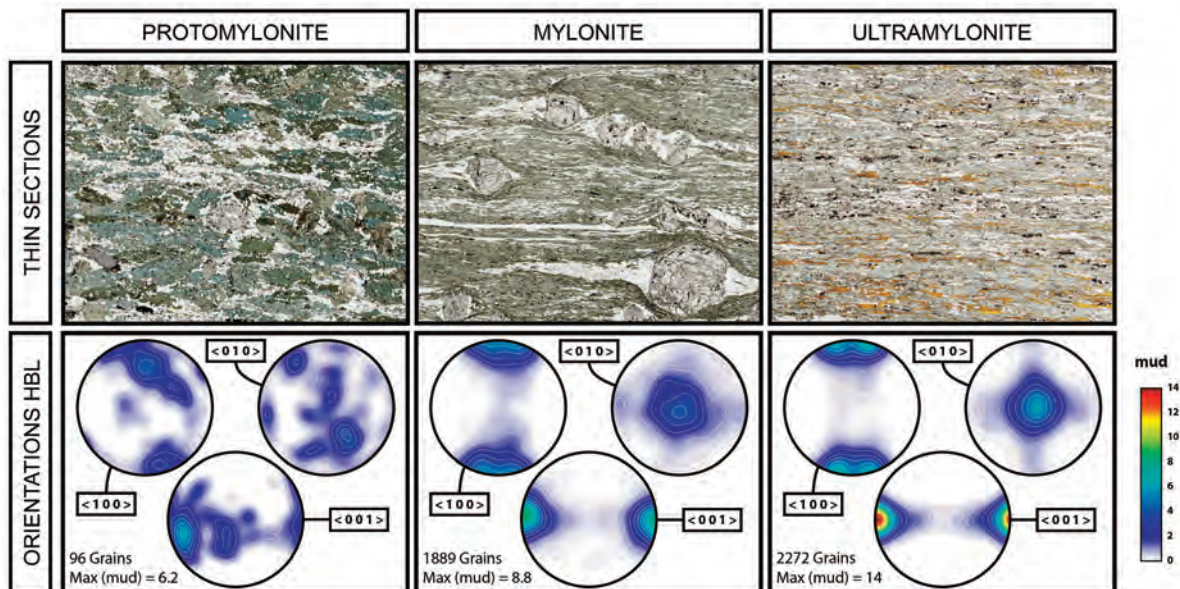 PROTOMYLONITE
MYLONITE
ULTRAMYLONITE
THIN SECTIONS
ORIENTATIONS HBL
<100>
<010>
<001>
96 Grains
Max (mud) = 6.2
<100>
<010>
<001>
1889 Grains
Max (mud) = 8.8
<100>
<010>
<001>
2272 Grains
Max (mud) = 14
mud
14
12
10
8
6
4
2
0